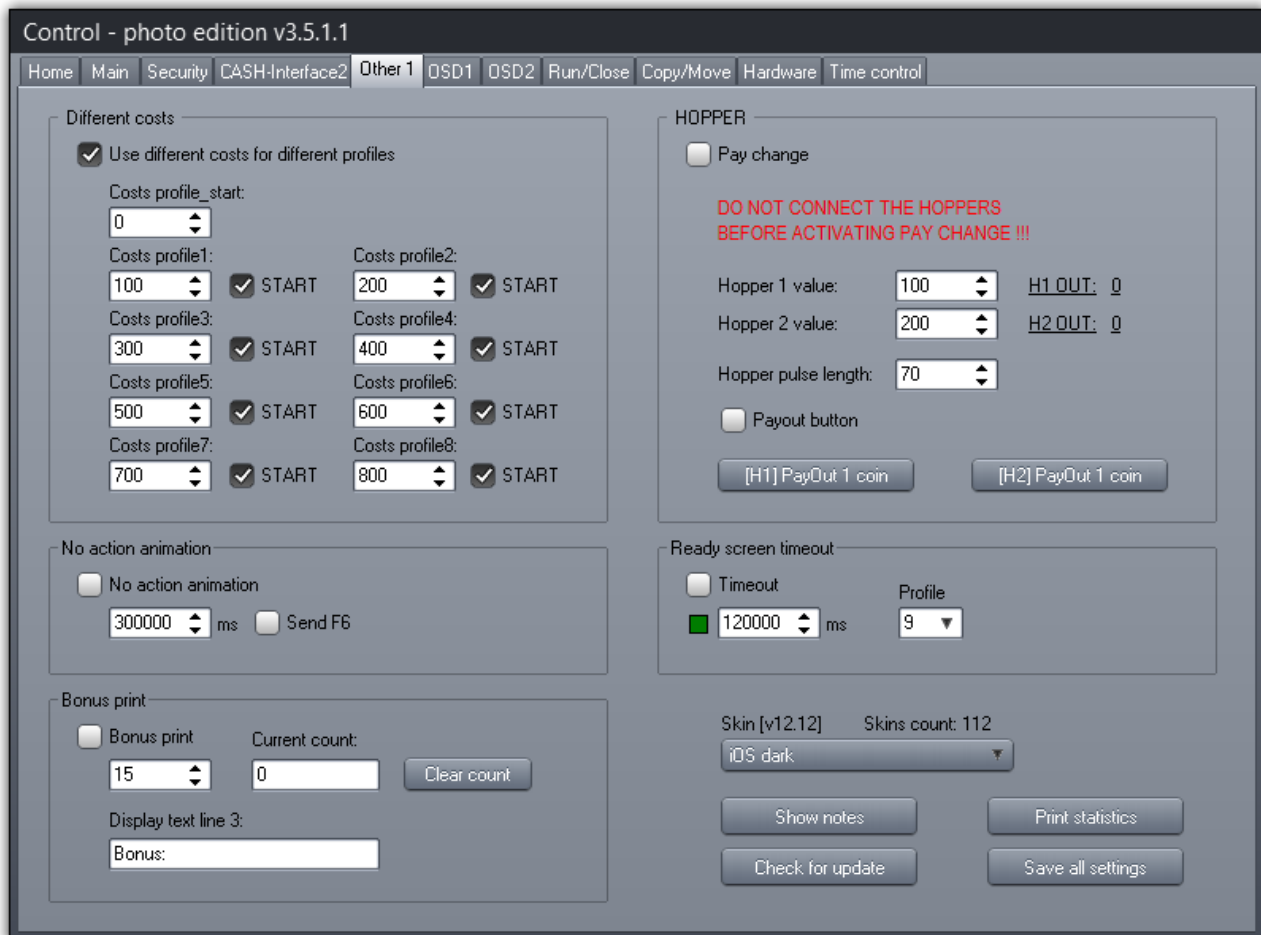 Control - photo edition v3.5.1.1
Home Main Security CASH-Interface2 Other 1 OSD1 OSD2 Run/Close Copy/Move Hardware Time control
Different costs
Use different costs for different profiles
Costs profile_start:
0
Costs profile1: Costs profile2:
100 START 200 START
Costs profile3: Costs profile4:
300 START 400 START
Costs profile5: Costs profile6:
500 START 600 START
Costs profile7: Costs profile8:
700 START 800 START
HOPPER
Pay change
DO NOT CONNECT THE HOPPERS
BEFORE ACTIVATING PAY CHANGE !!!
Hopper 1 value: 100 H1 OUT: 0
Hopper 2 value: 200 H2 OUT: 0
Hopper pulse length: 70
Payout button
[H1] PayOut 1 coin [H2] PayOut 1 coin
No action animation
No action animation
300000 ms Send F6
Ready screen timeout
Timeout Profile
120000 ms 9
Bonus print
Bonus print Current count:
15 0 Clear count
Display text line 3:
Bonus:
Skin [v12.12] Skins count: 112
iOS dark
Show notes Print statistics
Check for update Save all settings